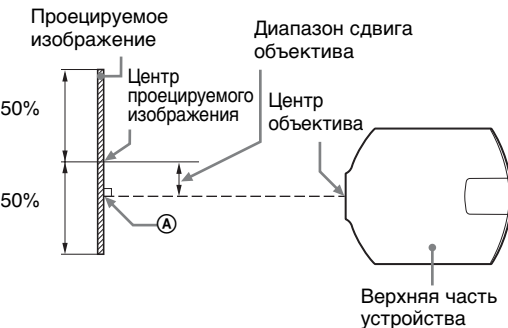 Проецируемое
изображение
Диапазон сдвига
объектива
Центр
проецируемого
изображения
Центр
объектива
50%
50%
A
Верхняя часть
устройства